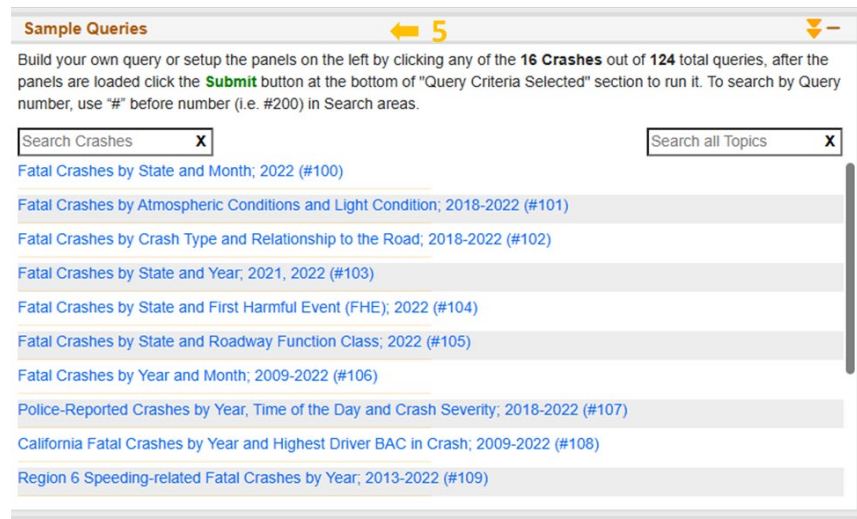 Sample Queries 5
Build your own query or setup the panels on the left by clicking any of the 16 Crashes out of 124 total queries, after the
panels are loaded click the Submit button at the bottom of "Query Criteria Selected" section to run it. To search by Query
number, use “#” before number (i.e. #200) in Search areas.
Search Crashes X Search all Topics X
Fatal Crashes by State and Month; 2022 (#100)
Fatal Crashes by Atmospheric Conditions and Light Condition; 2018-2022 (#101)
Fatal Crashes by Crash Type and Relationship to the Road; 2018-2022 (#102)
Fatal Crashes by State and Year; 2021, 2022 (#103)
Fatal Crashes by State and First Harmful Event (FHE); 2022 (#104)
Fatal Crashes by State and Roadway Function Class; 2022 (#105)
Fatal Crashes by Year and Month; 2009-2022 (#106)
Police-Reported Crashes by Year, Time of the Day and Crash Severity; 2018-2022 (#107)
California Fatal Crashes by Year and Highest Driver BAC in Crash; 2009-2022 (#108)
Region 6 Speeding-related Fatal Crashes by Year; 2013-2022 (#109)